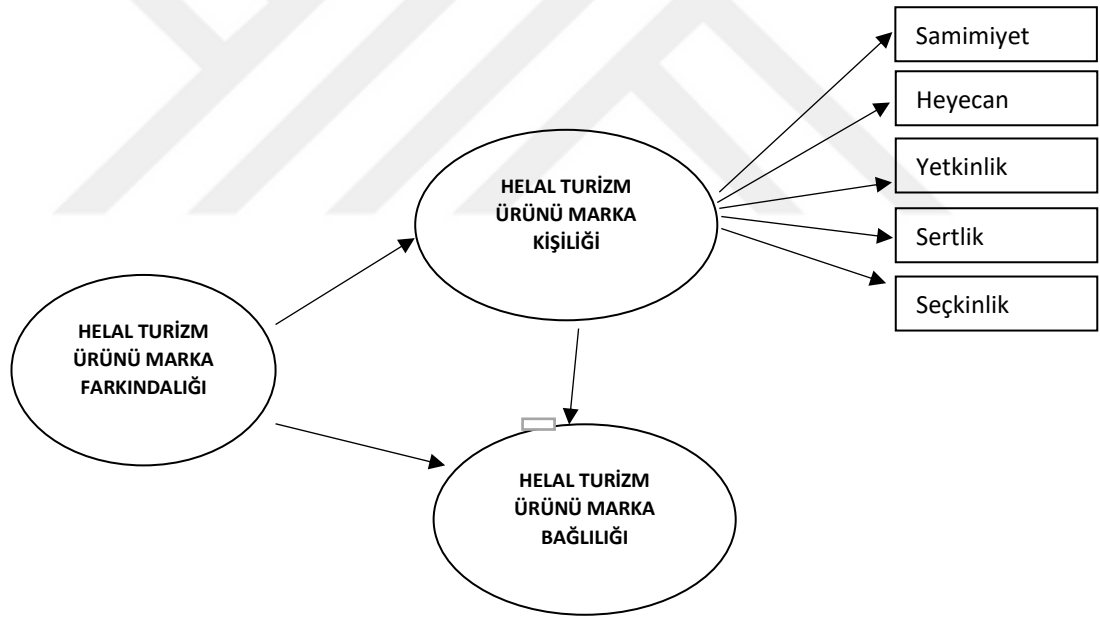 Samimiyet
Heyecan
Yetkinlik
Sertlik
Seçkinlik
HELAL TURİZM
ÜRÜNÜ MARKA
KİŞİLİĞİ
HELAL TURİZM
ÜRÜNÜ MARKA
FARKINDALIĞI
HELAL TURİZM
ÜRÜNÜ MARKA
BAĞLILIĞI